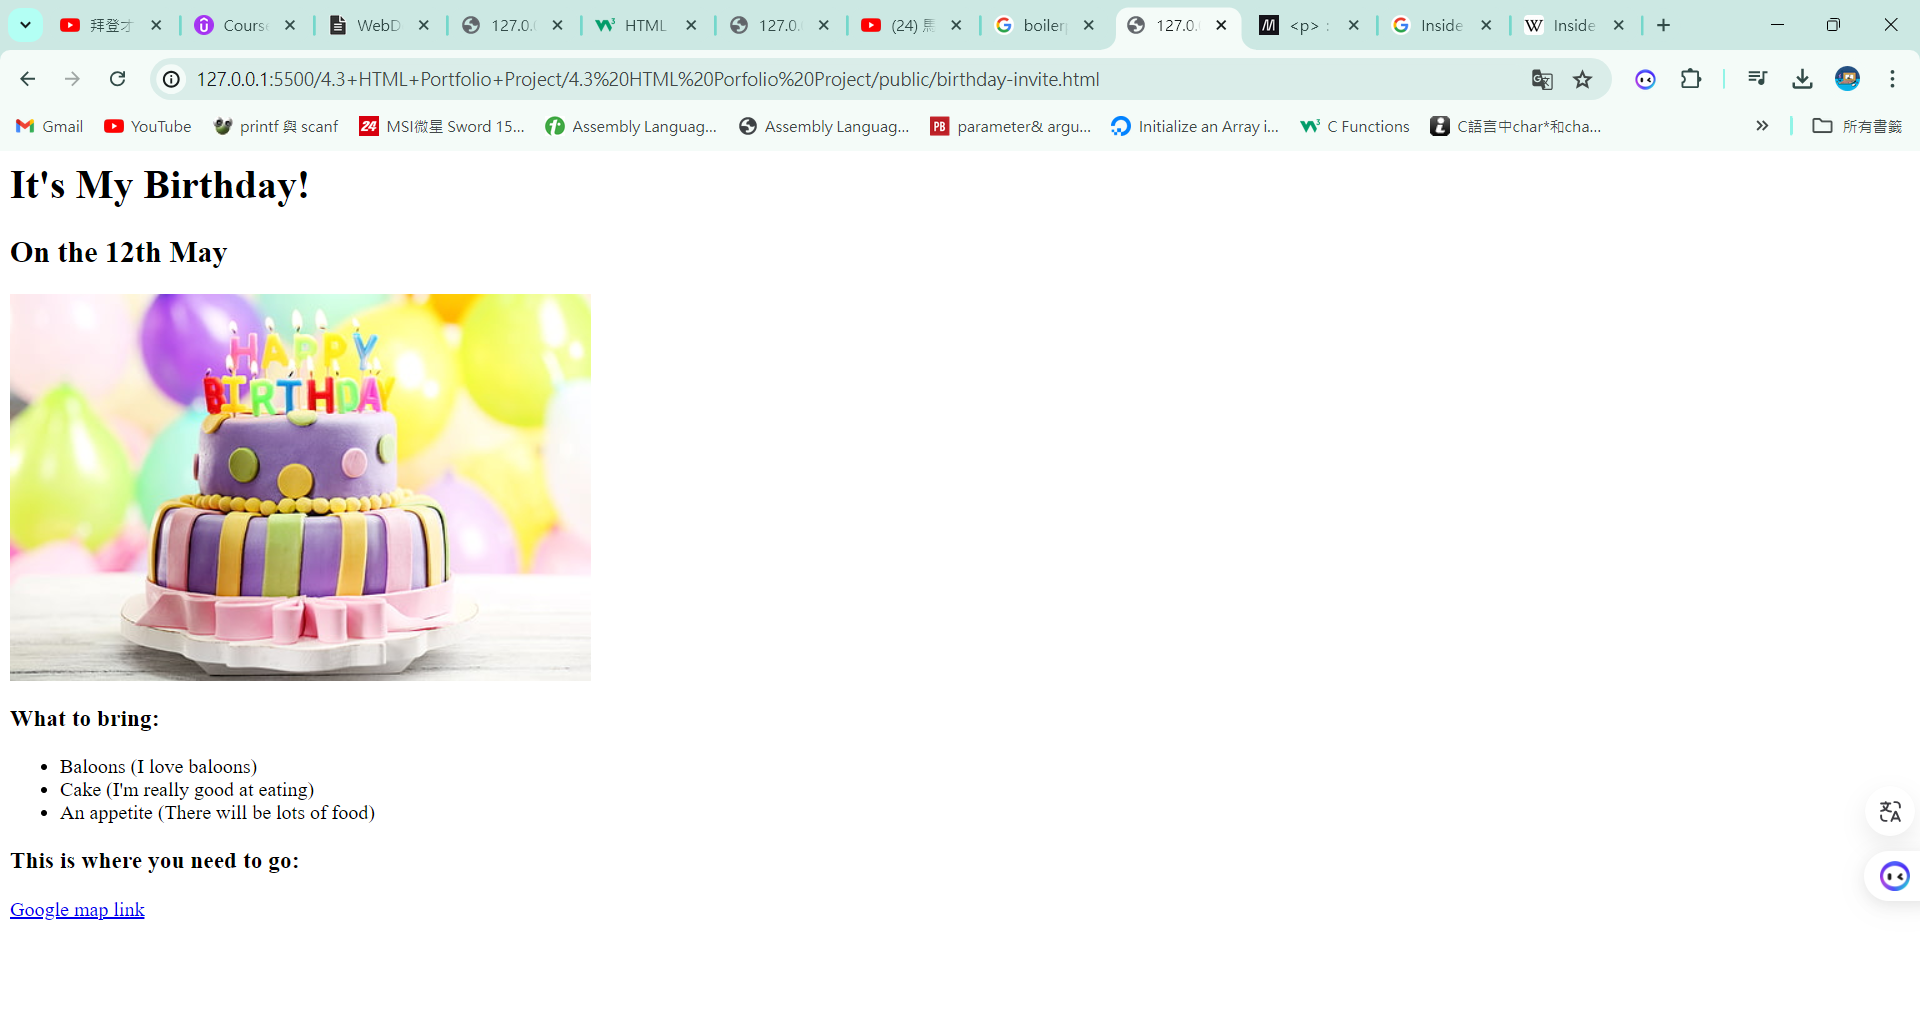 拜登才
Course
WebD
127.0.
HTML
127.0.
(24) 馬
boiler
127.0.
<p> :
Inside
Inside
127.0.0.1:5500/4.3+HTML+Portfolio+Project/4.3%20HTML%20Porfolio%20Project/public/birthday-invite.html
Gmail
YouTube
printf 與 scanf
24 MSI微星 Sword 15...
Assembly Languag...
Assembly Languag...
PB parameter& argu...
Initialize an Array i...
C Functions
C語言中char*和cha...
所有書籤
It's My Birthday!
On the 12th May
HAPPY
BIRTHDAY
What to bring:
• Baloons (I love baloons)
• Cake (I'm really good at eating)
• An appetite (There will be lots of food)
This is where you need to go:
Google map link